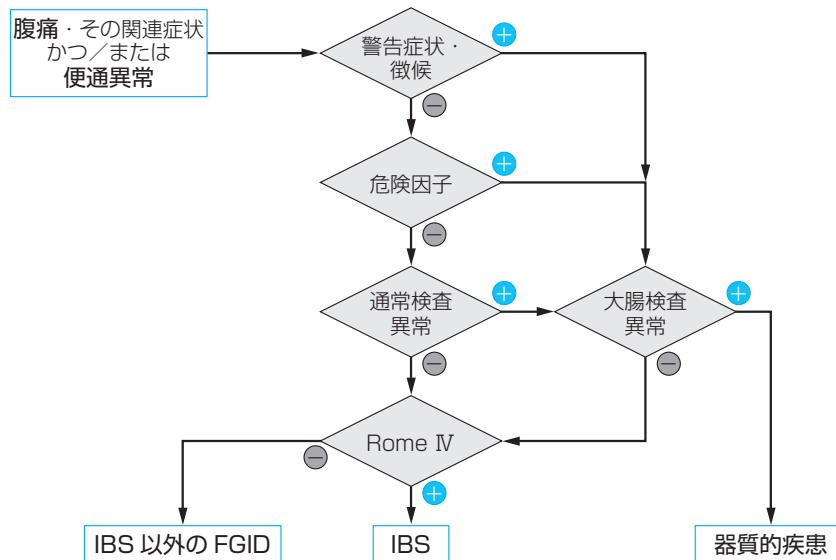 腹痛・その関連症状
かつ／または
便通異常
警告症状・
徴候
+
−
危険因子
+
−
通常検査
異常
+
−
大腸検査
異常
+
−
Rome Ⅳ
−
+
IBS 以外の FGID
IBS
器質的疾患